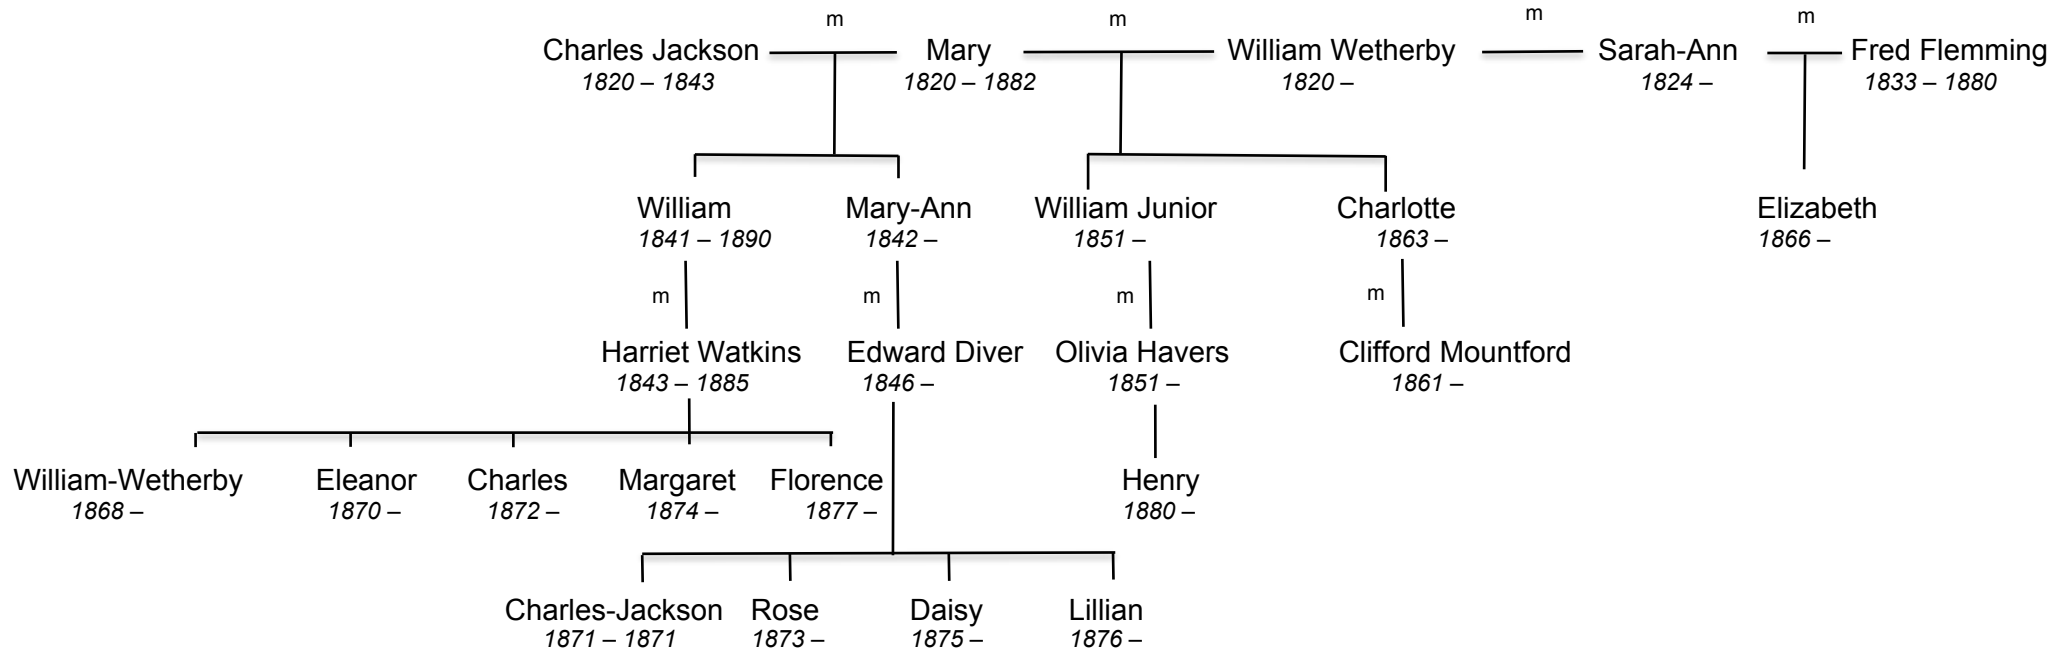 m m m m
Charles Jackson Mary William Wetherby Sarah-Ann Fred Flemming
1820 – 1843 1820 – 1882 1820 – 1824 – 1833 – 1880
William Mary-Ann William Junior Charlotte Elizabeth
1841 – 1890 1842 – 1851 – 1863 – 1866 –
m m m m
Harriet Watkins Edward Diver Olivia Havers Clifford Mountford
1843 – 1885 1846 – 1851 – 1861 –
William-Wetherby Eleanor Charles Margaret Florence Henry
1868 – 1870 – 1872 – 1874 – 1877 – 1880 –
Charles-Jackson Rose Daisy Lillian
1871 – 1871 1873 – 1875 – 1876 –